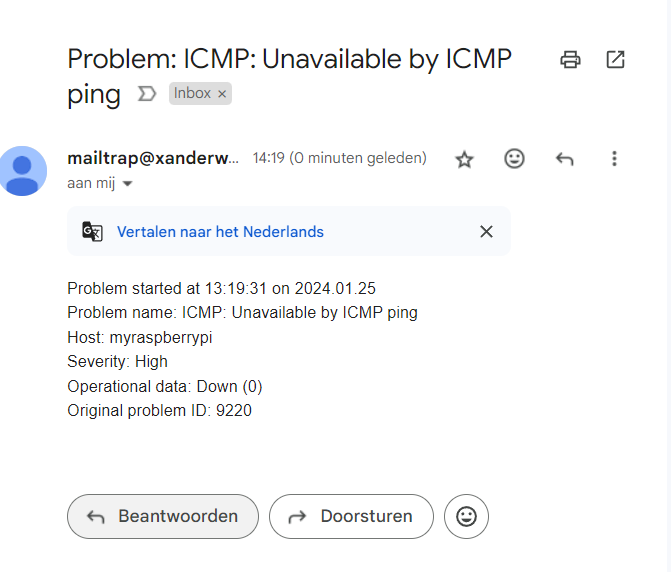 Problem: ICMP: Unavailable by ICMP
ping Inbox ×
mailtrap@xanderw... 14:19 (0 minuten geleden)
aan mij
Vertalen naar het Nederlands
Problem started at 13:19:31 on 2024.01.25
Problem name: ICMP: Unavailable by ICMP ping
Host: myraspberrypi
Severity: High
Operational data: Down (0)
Original problem ID: 9220
Beantwoorden Doorsturen